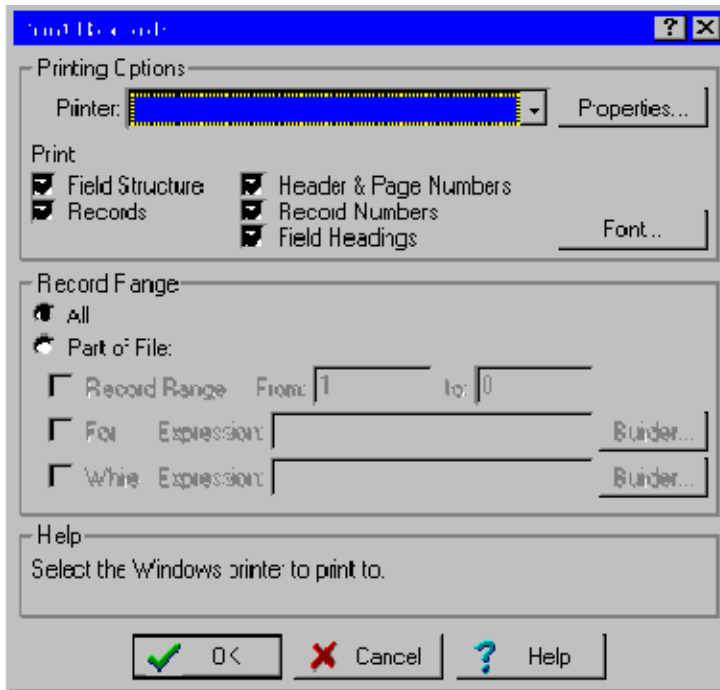 Print Records
Printing Options
Printer:
Properties...
Print
Field Structure
Header & Page Numbers
Records
Record Numbers
Field Headings
Font...
Record Range
All
Part of File:
Record Range From: 1 to: 0
For Expression: Builder...
While Expression: Builder...
Help
Select the Windows printer to print to.
OK Cancel Help